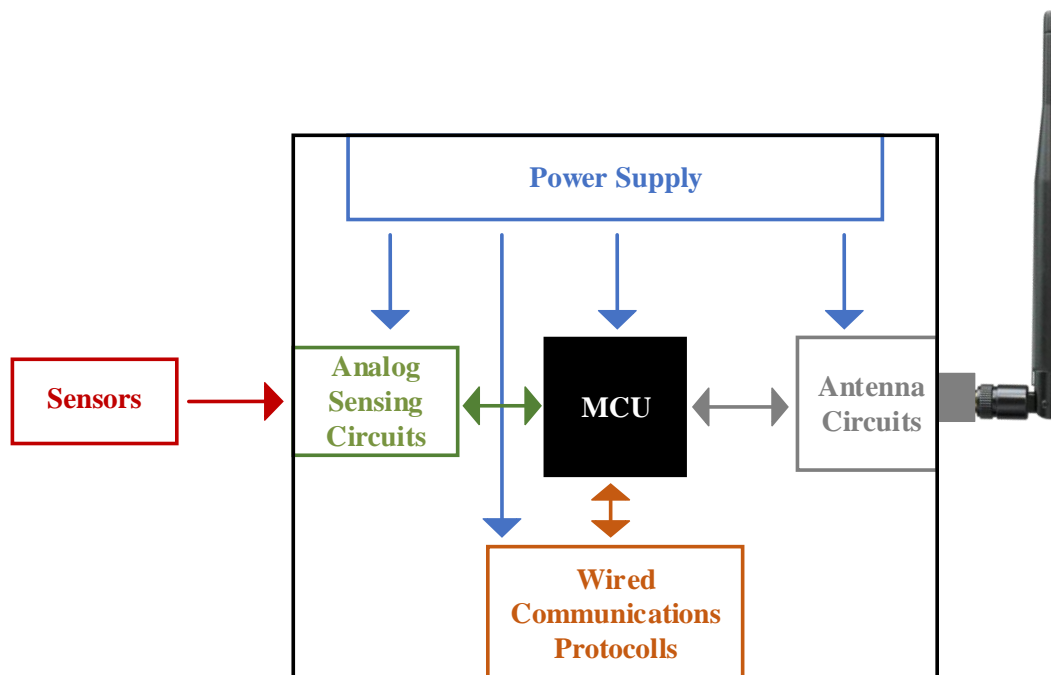 Power Supply
Sensors
Analog
Sensing
Circuits
MCU
Antenna
Circuits
Wired
Communications
Protocolls